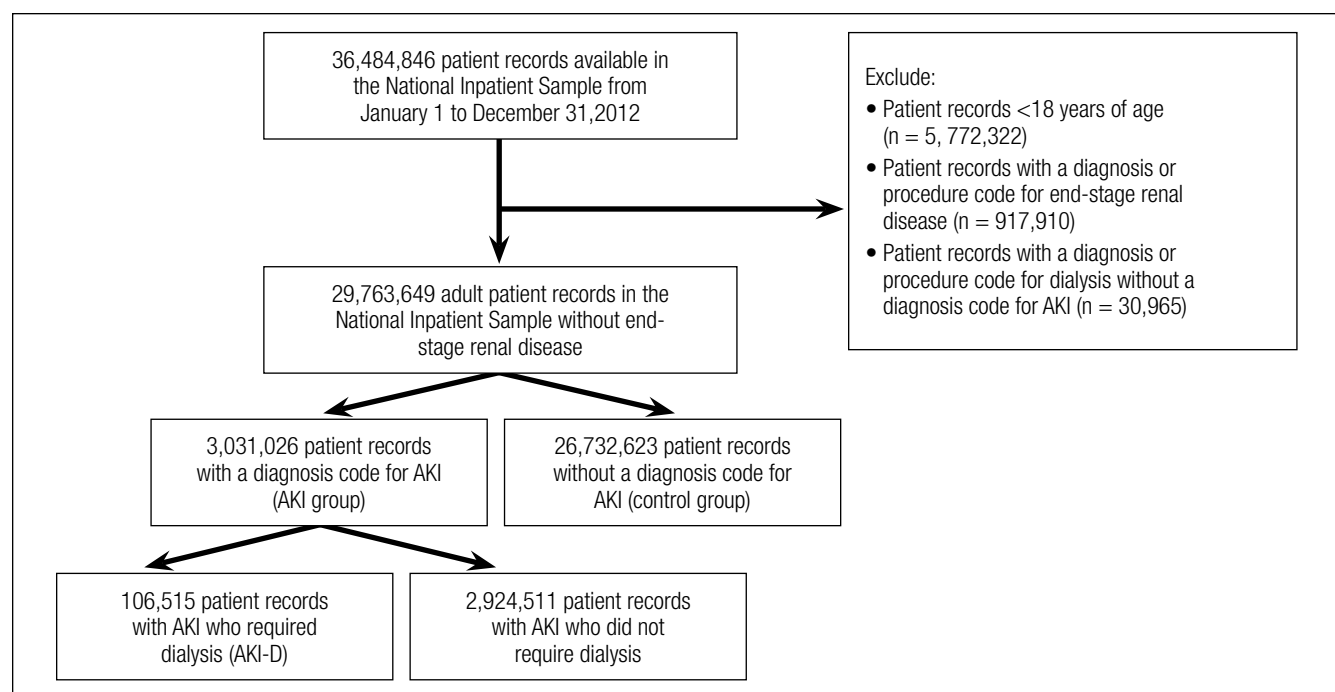 36,484,846 patient records available in
the National Inpatient Sample from
January 1 to December 31,2012
Exclude:
• Patient records <18 years of age
(n = 5, 772,322)
• Patient records with a diagnosis or
procedure code for end-stage renal
disease (n = 917,910)
• Patient records with a diagnosis or
procedure code for dialysis without a
diagnosis code for AKI (n = 30,965)
29,763,649 adult patient records in the
National Inpatient Sample without end-
stage renal disease
3,031,026 patient records
with a diagnosis code for AKI
(AKI group)
26,732,623 patient records
without a diagnosis code for
AKI (control group)
106,515 patient records
with AKI who required
dialysis (AKI-D)
2,924,511 patient records
with AKI who did not
require dialysis